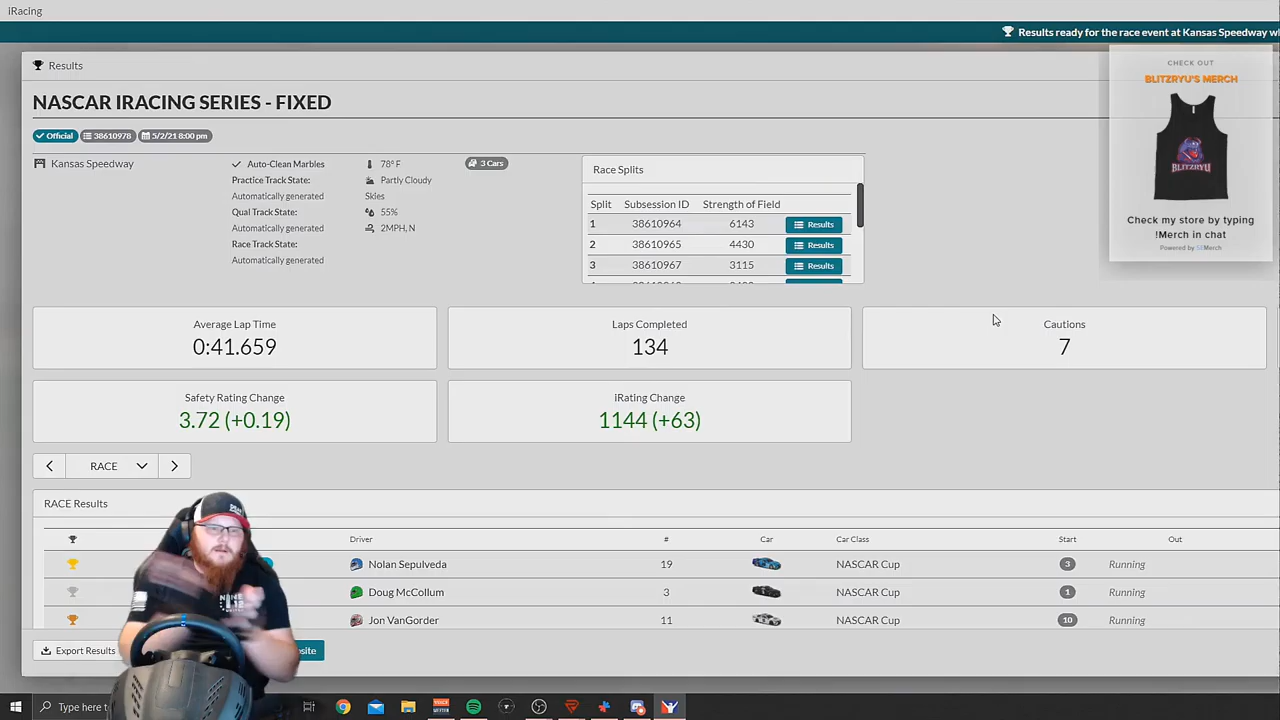 iRacing
Results ready for the race event at Kansas Speedway wi
Results
CHECK OUT
BLITZRYU'S MERCH
BLITZRYU
Check my store by typing
!Merch in chat
Powered by SEMerch
NASCAR IRACING SERIES - FIXED
Official 38610978 5/2/21 8:00 pm
Kansas Speedway
Auto-Clean Marbles
Practice Track State:
Automatically generated
Qual Track State:
Automatically generated
Race Track State:
Automatically generated
78° F
Partly Cloudy
Skies
55%
2MPH, N
3 Cars
Race Splits
Split Subsession ID Strength of Field
1 38610964 6143 Results
2 38610965 4430 Results
3 38610967 3115 Results
Average Lap Time
0:41.659
Laps Completed
134
Cautions
7
Safety Rating Change
3.72 (+0.19)
iRating Change
1144 (+63)
RACE
RACE Results
Driver # Car Car Class Start Out
Nolan Sepulveda 19 NASCAR Cup 3 Running
Doug McCollum 3 NASCAR Cup 1 Running
Jon VanGorder 11 NASCAR Cup 10 Running
Export Results
site
Type here t